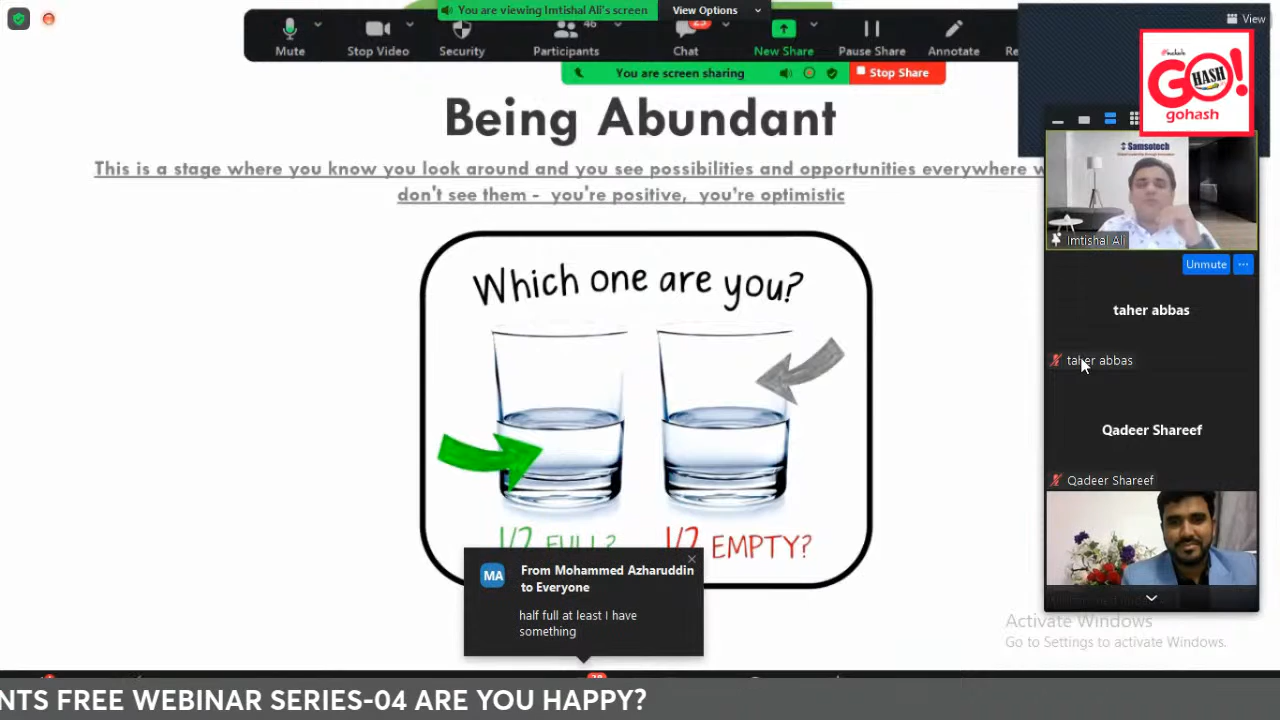 You are viewing Imtishal Ali's screen
View Options
View
Mute
Stop Video
Security
46
Participants
Chat
New Share
Pause Share
Annotate
You are screen sharing
Stop Share
GO!
HASH
gohash
Being Abundant
This is a stage where you know you look around and you see possibilities and opportunities everywhere w
don't see them - you're positive, you're optimistic
Samsotech
Imtishal Ali
Unmute
taher abbas
taher abbas
Qadeer Shareef
Qadeer Shareef
Which one are you?
1/2 FULL?
1/2 EMPTY?
MA
From Mohammed Azharuddin
to Everyone
half full at least I have
something
Activate Windows
Go to Settings to activate Windows.
NTS FREE WEBINAR SERIES-04 ARE YOU HAPPY?